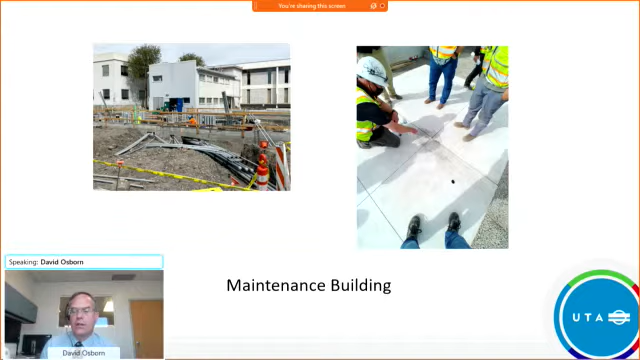 You're sharing this screen
Speaking: David Osborn
Maintenance Building
UTA
David Osborn